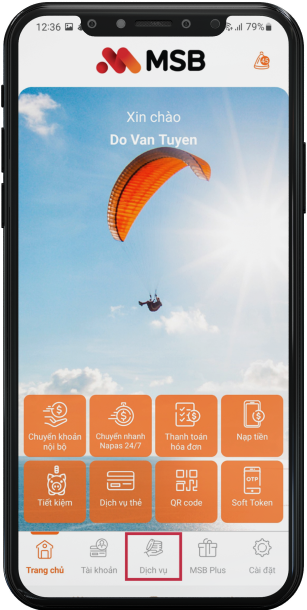 12:36 79%
MSB
Xin chào
Do Van Tuyen
Chuyển khoản nội bộ
Chuyển nhanh Napas 24/7
Thanh toán hóa đơn
Nạp tiền
Tiết kiệm
Dịch vụ thẻ
QR code
OTP
Soft Token
Trang chủ Tài khoản Dịch vụ MSB Plus Cài đặt